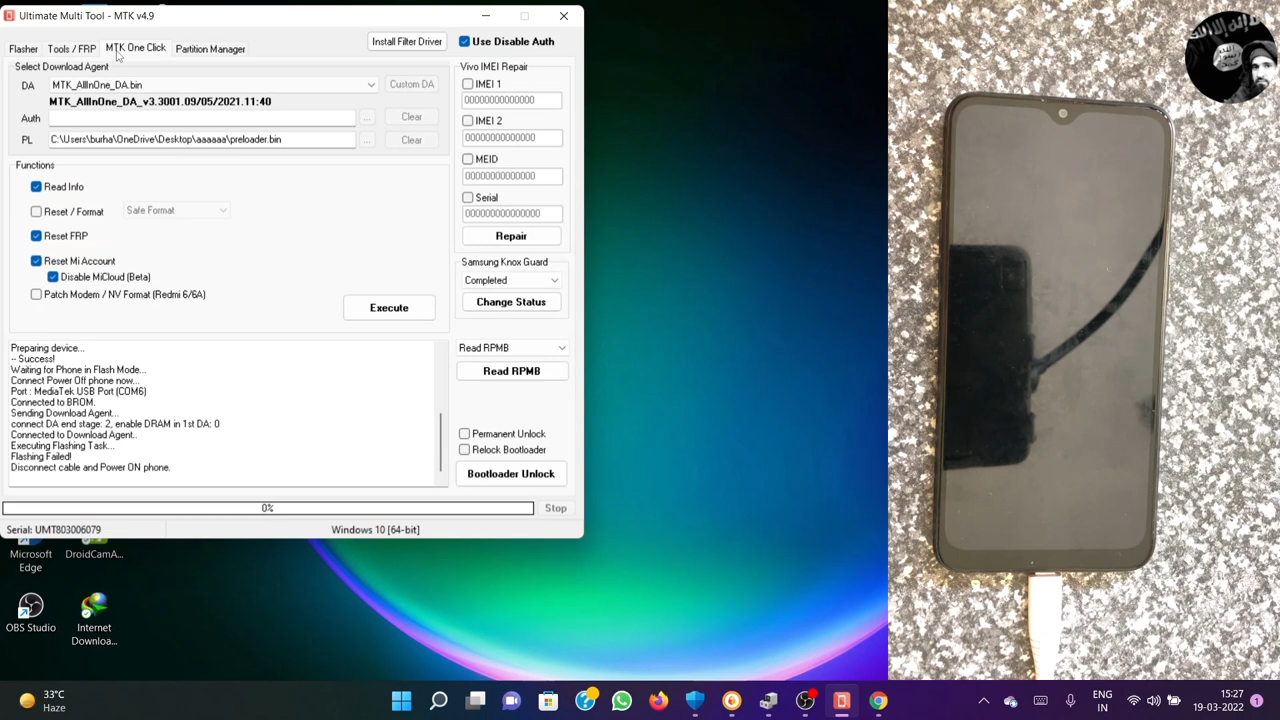 Ultimate Multi Tool - MTK v4.9
Flasher
Tools / FRP
MTK One Click
Partition Manager
Install Filter Driver
Use Disable Auth
Select Download Agent
DA
MTK_AllInOne_DA.bin
Custom DA
MTK_AllInOne_DA_v3.3001.09/05/2021.11:40
Auth
...
Clear
PL
C:\Users\burha\OneDrive\Desktop\aaaaaa\preloader.bin
...
Clear
Functions
Read Info
Reset / Format
Safe Format
Reset FRP
Reset Mi Account
Disable MiCloud (Beta)
Patch Modem / NV Format (Redmi 6/6A)
Execute
Vivo IMEI Repair
IMEI 1
00000000000000
IMEI 2
00000000000000
MEID
00000000000000
Serial
000000000000000
Repair
Samsung Knox Guard
Completed
Change Status
Read RPMB
Read RPMB
Permanent Unlock
Relock Bootloader
Bootloader Unlock
Preparing device...
-- Success!
Waiting for Phone in Flash Mode...
Connect Power Off phone now...
Port : MediaTek USB Port (COM6)
Connected to BROM.
Sending Download Agent...
connect DA end stage: 2, enable DRAM in 1st DA: 0
Connected to Download Agent..
Executing Flashing Task...
Flashing Failed!
Disconnect cable and Power ON phone.
0%
Stop
Serial: UMT803006079
Windows 10 [64-bit]
Microsoft
Edge
DroidCamA...
OBS Studio
Internet
Downloa...
33°C
Haze
ENG
IN
15:27
19-03-2022
1
الله
رسول
محمد